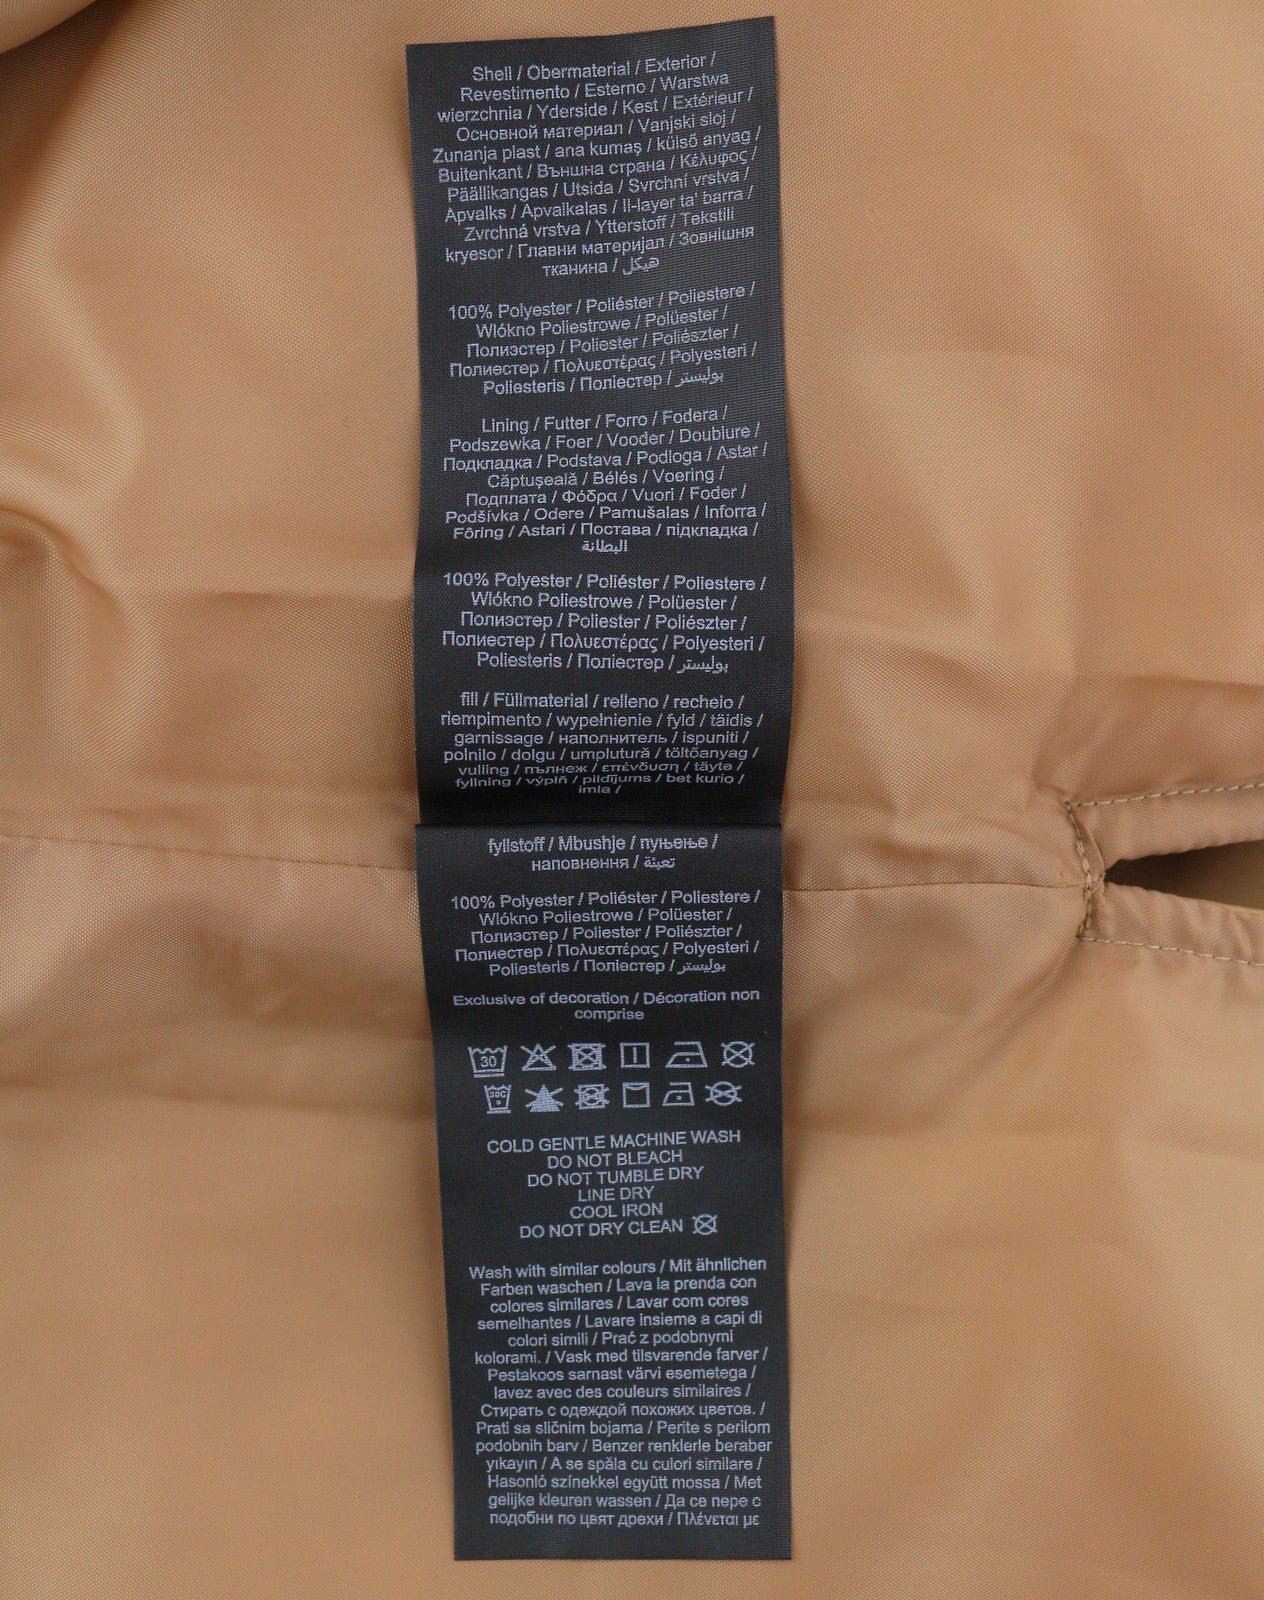 Shell / Obermaterial / Exterior /
Revestimento / Esterno / Warstwa
wierzchnia / Yderside / Kest / Extérieur /
Основной материал / Vanjski sloj /
Zunanja plast / ana kumaş / külső anyag /
Buitenkant / Външна страна / Κέλυφος /
Päällikangas / Utsida / Svrchní vrstva /
Apvalks / Apvalkalas / Il-layer ta' barra /
Zvrchná vrstva / Ytterstoff / Tekstili
kryesor / Главни материјал / Зовнішня
тканина / هيكل
100% Polyester / Poliéster / Poliestere /
Wlókno Poliestrowe / Polüester /
Полиэстер / Poliester / Poliészter /
Полиестер / Πολυεστέρας / Polyesteri /
Poliesteris / Поліестер / بوليستر
Lining / Futter / Forro / Fodera /
Podszewka / Foer / Vooder / Doublure /
Подкладка / Podstava / Podloga / Astar /
Căptuşeală / Bélés / Voering /
Подплата / Φόδρα / Vuori / Foder /
Podšívka / Odere / Pamušalas / Inforra /
Fôring / Astari / Постава / підкладка /
البطانة
100% Polyester / Poliéster / Poliestere /
Wlókno Poliestrowe / Polüester /
Полиэстер / Poliester / Poliészter /
Полиестер / Πολυεστέρας / Polyesteri /
Poliesteris / Поліестер / بوليستر
fill / Füllmaterial / relleno / recheio /
riempimento / wypełnienie / fyld / täidis /
garnissage / наполнитель / ispuniti /
polnilo / dolgu / umplutură / töltőanyag /
vulling / пълнеж / επένδυση / täyte /
fyllning / výplň / pildījums / bet kurio /
imla /
fyllstoff / Mbushje / пуњење /
наповнення / تعبئة
100% Polyester / Poliéster / Poliestere /
Wlókno Poliestrowe / Polüester /
Полиэстер / Poliester / Poliészter /
Полиестер / Πολυεστέρας / Polyesteri /
Poliesteris / Поліестер / بوليستر
Exclusive of decoration / Décoration non
comprise
30
30C
COLD GENTLE MACHINE WASH
DO NOT BLEACH
DO NOT TUMBLE DRY
LINE DRY
COOL IRON
DO NOT DRY CLEAN
Wash with similar colours / Mit ähnlichen
Farben waschen / Lava la prenda con
colores similares / Lavar com cores
semelhantes / Lavare insieme a capi di
colori simili / Prać z podobnymi
kolorami. / Vask med tilsvarende farver /
Pestakoos sarnast värvi esemetega /
lavez avec des couleurs similaires /
Стирать с одеждой похожих цветов. /
Prati sa sličnim bojama / Perite s perilom
podobnih barv / Benzer renklerle beraber
yıkayın / A se spăla cu culori similare /
Hasonló színekkel együtt mossa / Met
gelijke kleuren wassen / Да се пере с
подобни по цвят дрехи / Πλένεται με